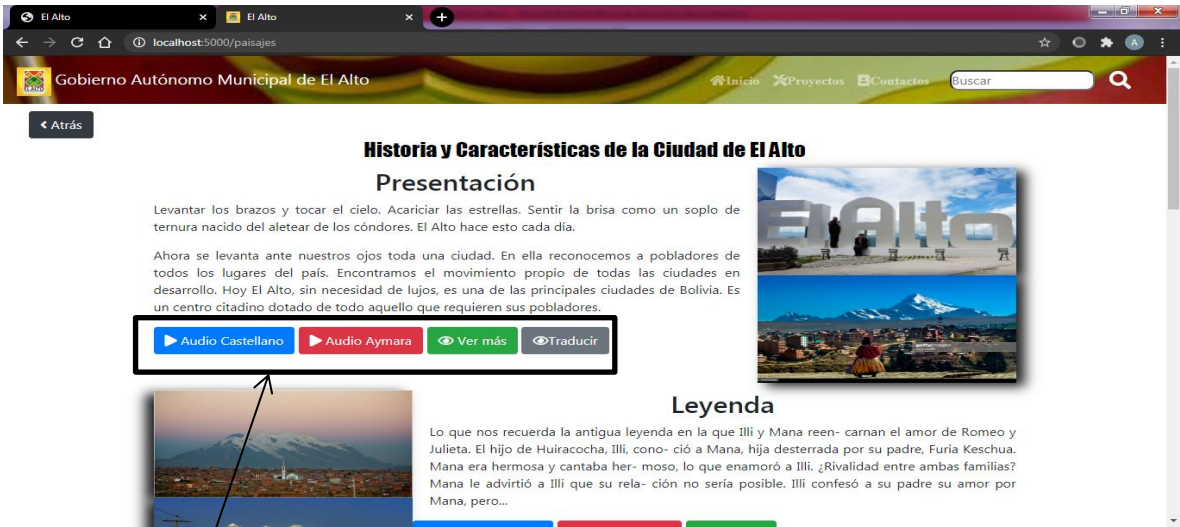 El Alto
El Alto
localhost:5000/paisajes
A
Gobierno Autónomo Municipal de El Alto
Inicio Proyectos Contactos Buscar
Atrás
Historia y Características de la Ciudad de El Alto
Presentación
Levantar los brazos y tocar el cielo. Acariciar las estrellas. Sentir la brisa como un soplo de
ternura nacido del aletear de los cóndores. El Alto hace esto cada día.
Ahora se levanta ante nuestros ojos toda una ciudad. En ella reconocemos a pobladores de
todos los lugares del país. Encontramos el movimiento propio de todas las ciudades en
desarrollo. Hoy El Alto, sin necesidad de lujos, es una de las principales ciudades de Bolivia. Es
un centro citadino dotado de todo aquello que requieren sus pobladores.
Audio Castellano Audio Aymara Ver más Traducir
El Alto
Leyenda
Lo que nos recuerda la antigua leyenda en la que Illi y Mana reen- carnan el amor de Romeo y
Julieta. El hijo de Huiracocha, Illi, cono- ció a Mana, hija desterrada por su padre, Furia Keschua.
Mana era hermosa y cantaba her- moso, lo que enamoró a Illi. ¿Rivalidad entre ambas familias?
Mana le advirtió a Illi que su rela- ción no sería posible. Illi confesó a su padre su amor por
Mana, pero...